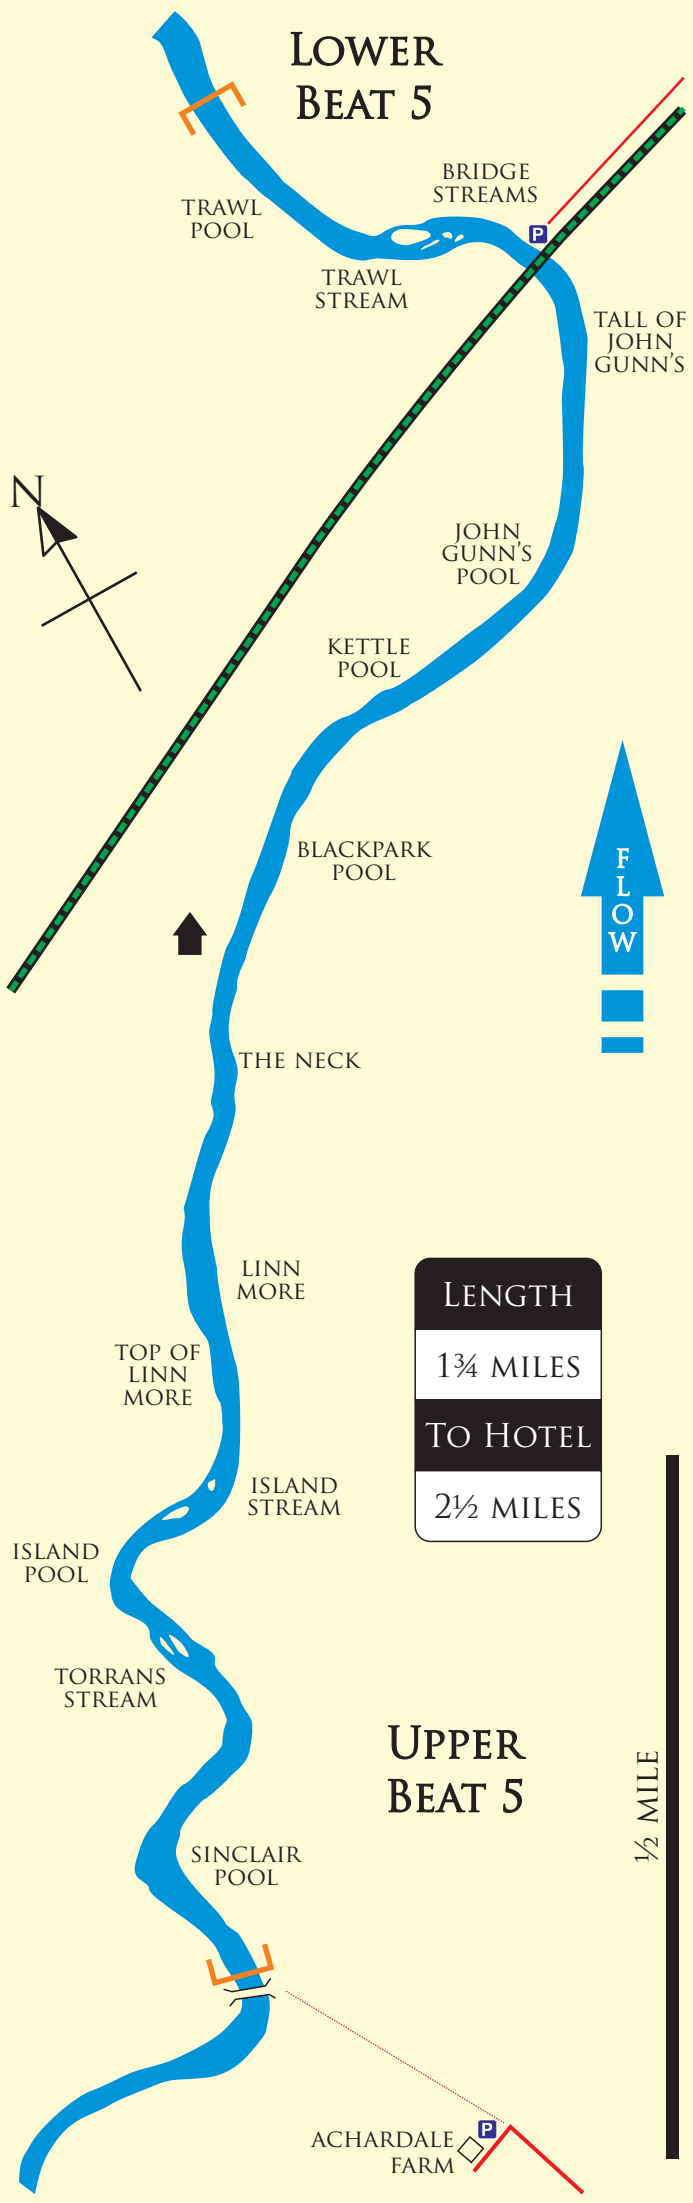 LOWER
BEAT 5
BRIDGE
STREAMS
TRAWL
POOL
P
TRAWL
STREAM
TALL OF
JOHN
GUNN'S
N
JOHN
GUNN'S
POOL
KETTLE
POOL
BLACKPARK
POOL
F
L
O
W
THE NECK
LINN
MORE
LENGTH
1¾ MILES
TO HOTEL
2½ MILES
TOP OF
LINN
MORE
ISLAND
STREAM
ISLAND
POOL
TORRANS
STREAM
UPPER
BEAT 5
½ MILE
SINCLAIR
POOL
P
ACHARDALE
FARM